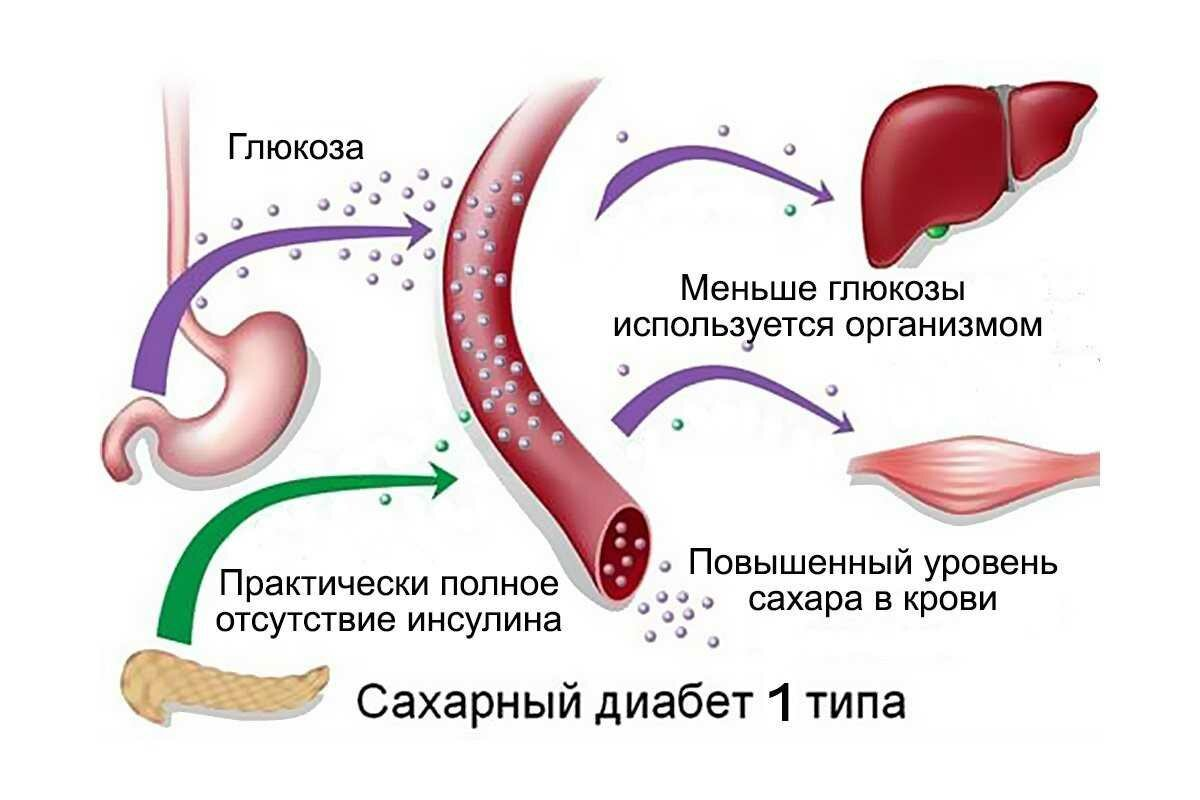 Глюкоза
Меньше глюкозы
используется организмом
Практически полное
отсутствие инсулина
Повышенный уровень
сахара в крови
Сахарный диабет 1 типа